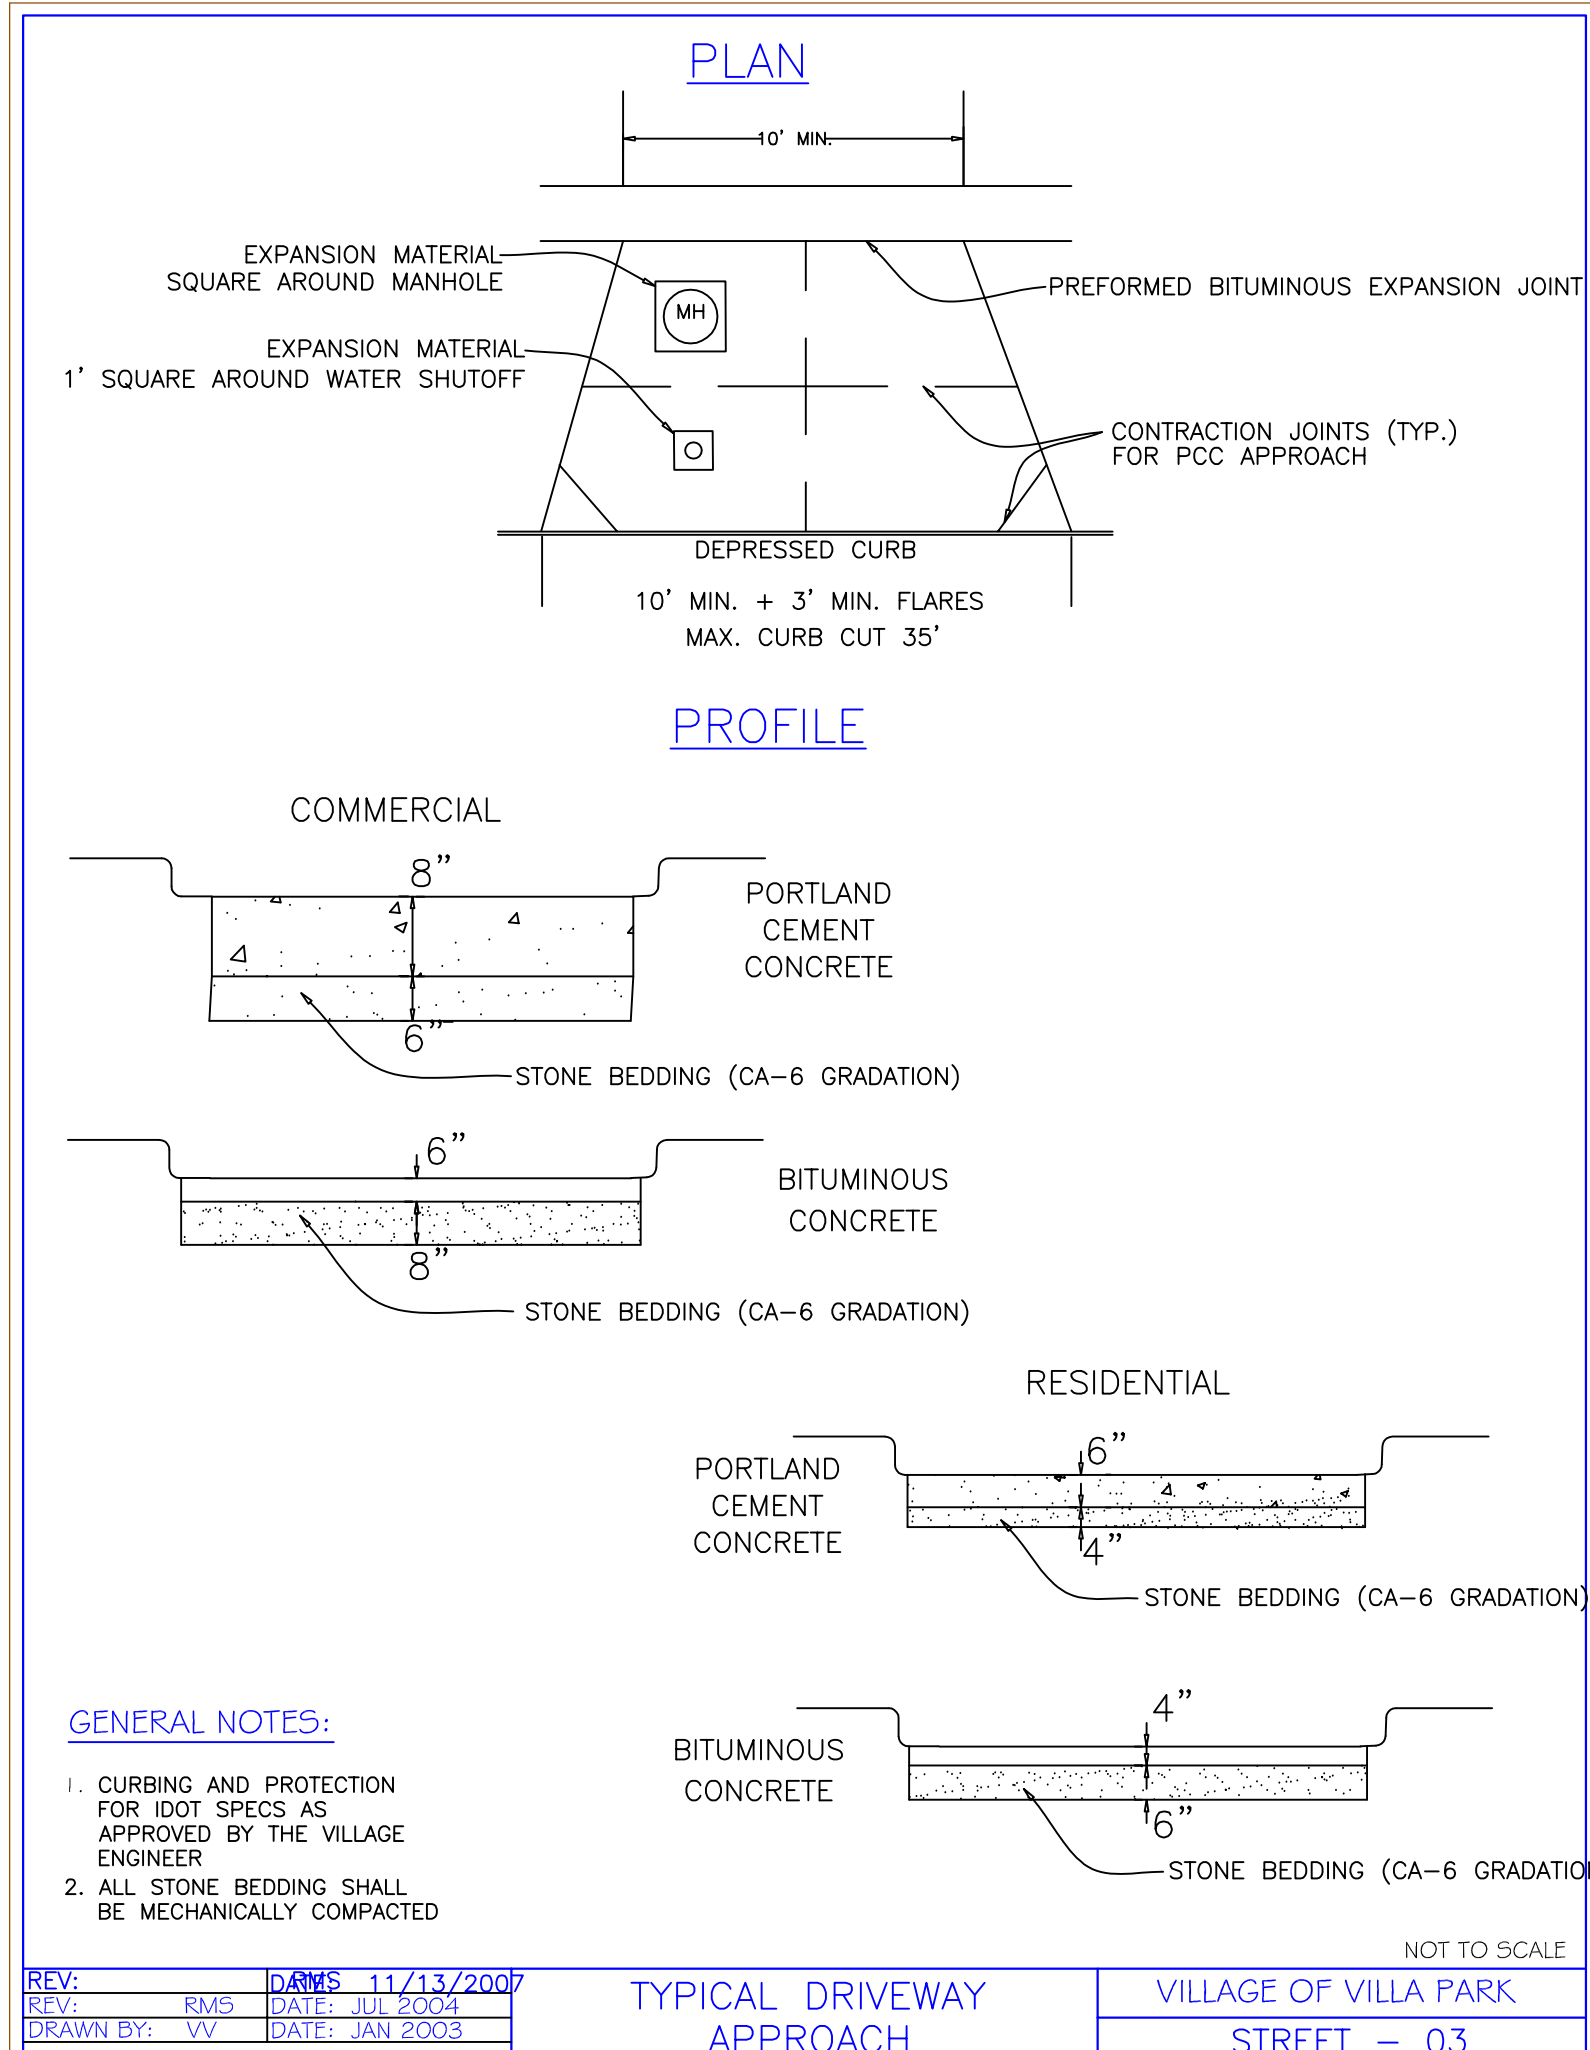 PLAN
10' MIN.
EXPANSION MATERIAL
SQUARE AROUND MANHOLE
PREFORMED BITUMINOUS EXPANSION JOINT
MH
EXPANSION MATERIAL
1' SQUARE AROUND WATER SHUTOFF
CONTRACTION JOINTS (TYP.)
FOR PCC APPROACH
DEPRESSED CURB
10' MIN. + 3' MIN. FLARES
MAX. CURB CUT 35'
PROFILE
COMMERCIAL
8"
PORTLAND
CEMENT
CONCRETE
6"
STONE BEDDING (CA-6 GRADATION)
6"
BITUMINOUS
CONCRETE
8"
STONE BEDDING (CA-6 GRADATION)
RESIDENTIAL
6"
PORTLAND
CEMENT
CONCRETE
4"
STONE BEDDING (CA-6 GRADATION)
4"
BITUMINOUS
CONCRETE
6"
STONE BEDDING (CA-6
GENERAL NOTES:
1. CURBING AND PROTECTION
FOR IDOT SPECS AS
APPROVED BY THE VILLAGE
ENGINEER
2. ALL STONE BEDDING SHALL
BE MECHANICALLY COMPACTED
NOT TO SCALE
REV: RMS DATE: 11/13/2007
REV: RMS DATE: JUL 2004
DRAWN BY: VV DATE: JAN 2003
TYPICAL DRIVEWAY
APPROACH
VILLAGE OF VILLA PARK
STREET - 03